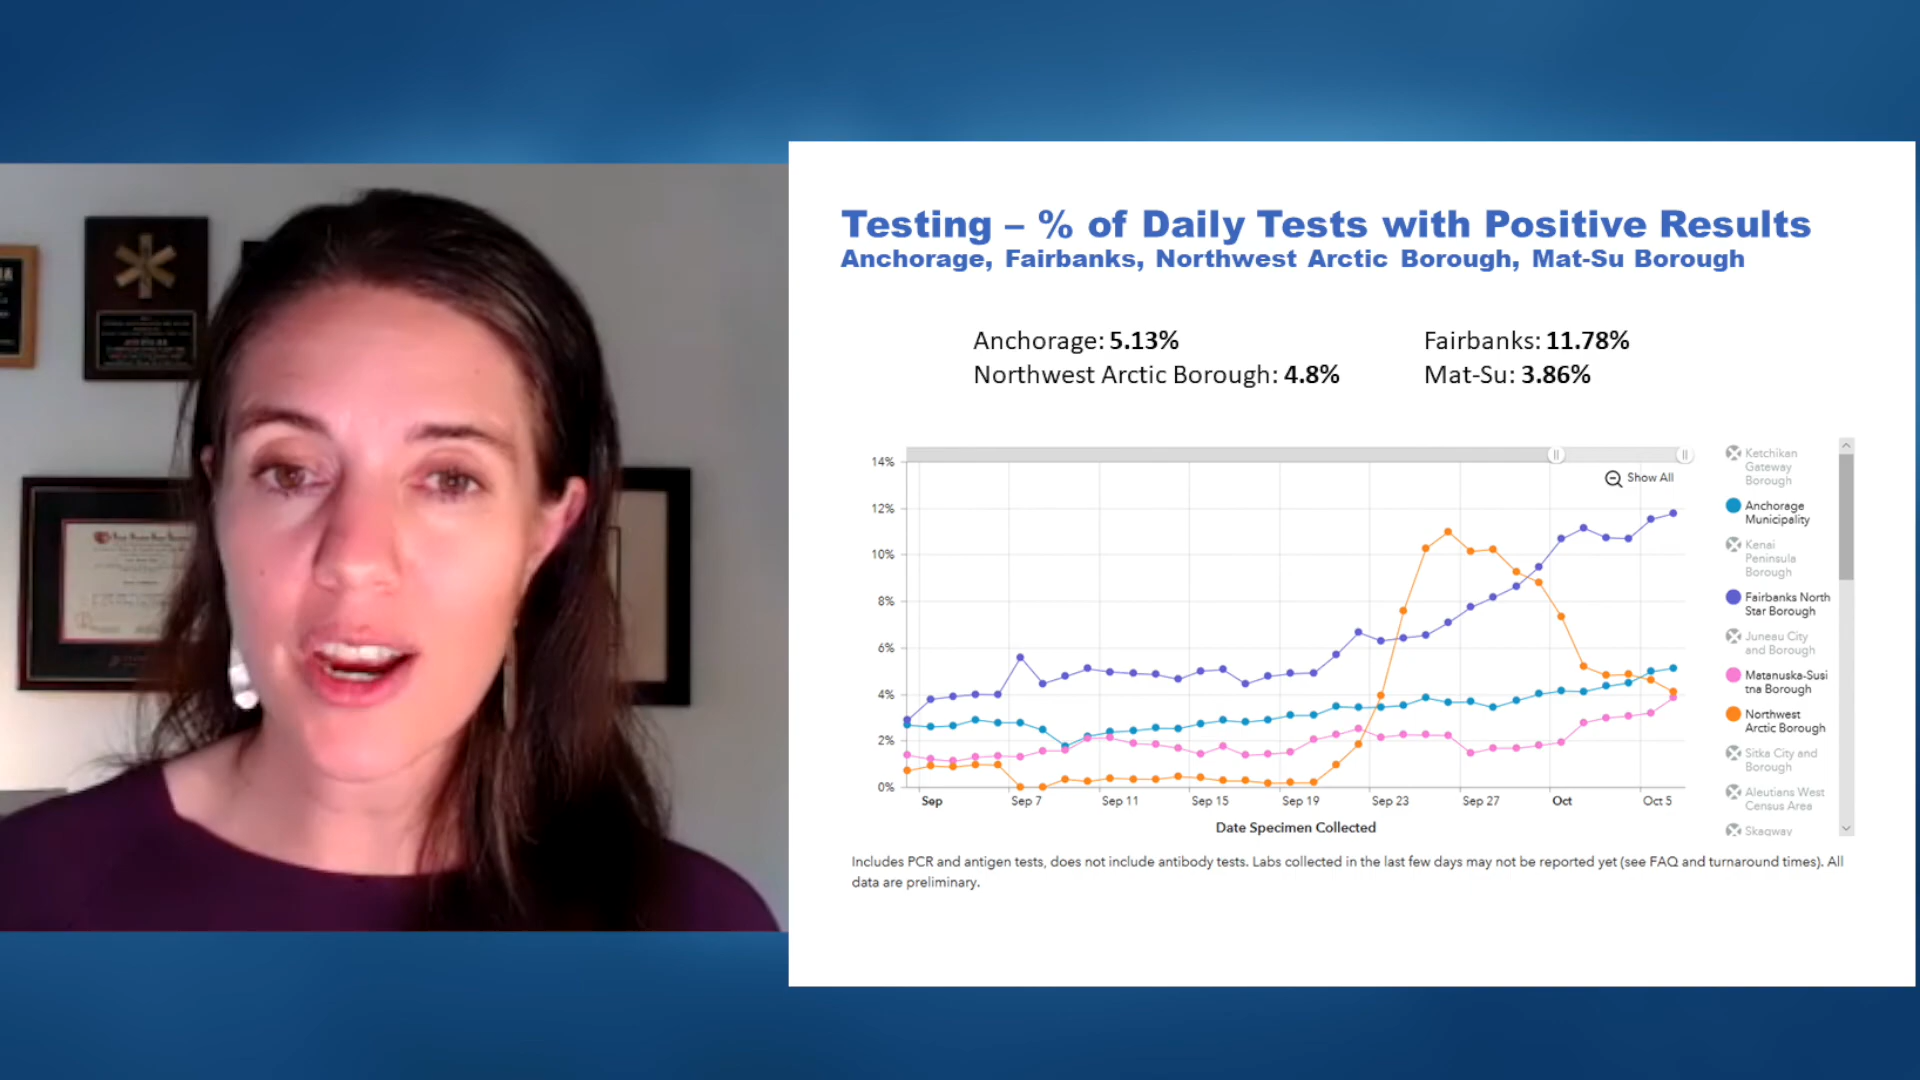 Testing – % of Daily Tests with Positive Results
Anchorage, Fairbanks, Northwest Arctic Borough, Mat-Su Borough
Anchorage: 5.13%
Fairbanks: 11.78%
Northwest Arctic Borough: 4.8%
Mat-Su: 3.86%
14%
12%
10%
8%
6%
4%
2%
0%
Show All
Sep
Sep 7
Sep 11
Sep 15
Sep 19
Sep 23
Sep 27
Oct
Oct 5
Date Specimen Collected
Ketchikan
Gateway
Borough
Anchorage
Municipality
Kenai
Peninsula
Borough
Fairbanks North
Star Borough
Juneau City
and Borough
Matanuska-Susi
tna Borough
Northwest
Arctic Borough
Sitka City and
Borough
Aleutians West
Census Area
Skagway
Includes PCR and antigen tests, does not include antibody tests. Labs collected in the last few days may not be reported yet (see FAQ and turnaround times). All
data are preliminary.